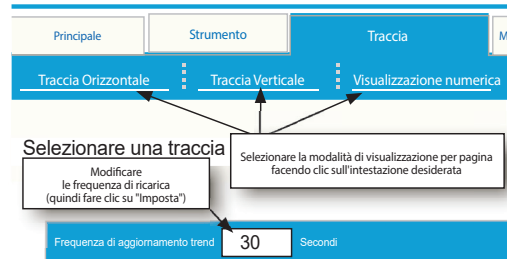 Principale
Strumento
Traccia
M
Traccia Orizzontale
Traccia Verticale
Visualizzazione numerica
Selezionare una traccia
Selezionare la modalità di visualizzazione per pagina
facendo clic sull'intestazione desiderata
Modificare
le frequenza di ricarica
(quindi fare clic su "Imposta")
Frequenza di aggiornamento trend
30
Secondi